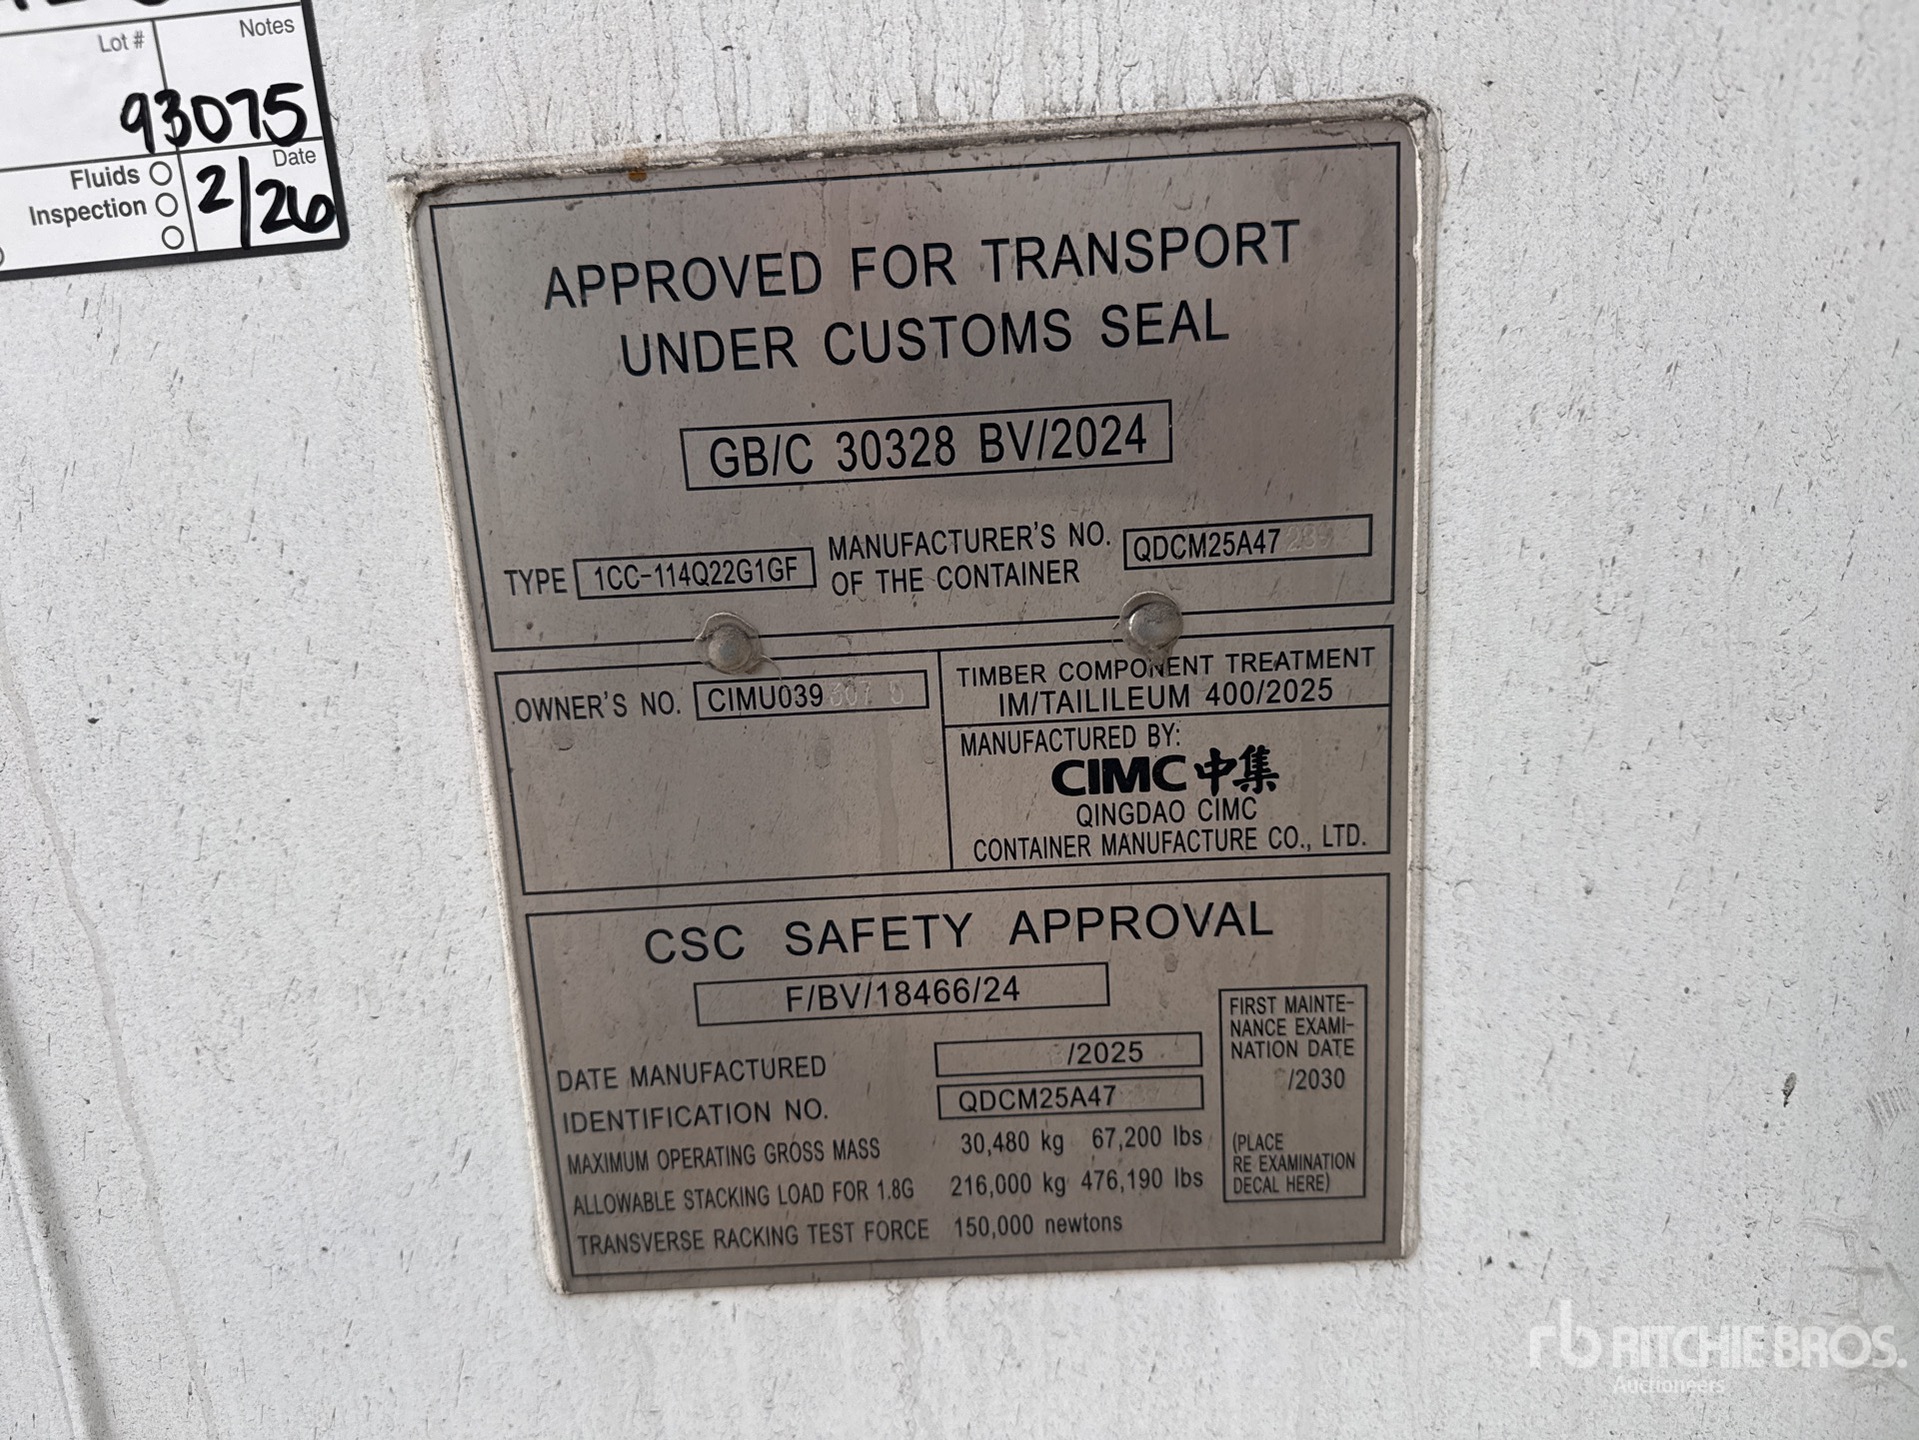 Lot #
Notes
93075
Fluids
Inspection
Date
2/26
APPROVED FOR TRANSPORT
UNDER CUSTOMS SEAL
GB/C 30328 BV/2024
TYPE 1CC-114Q22G1GF
MANUFACTURER'S NO.
OF THE CONTAINER
QDCM25A47
OWNER'S NO. CIMU039
TIMBER COMPONENT TREATMENT
IM/TAILILEUM 400/2025
MANUFACTURED BY:
CIMC 中集
QINGDAO CIMC
CONTAINER MANUFACTURE CO., LTD.
CSC SAFETY APPROVAL
F/BV/18466/24
DATE MANUFACTURED /2025
IDENTIFICATION NO. QDCM25A47
MAXIMUM OPERATING GROSS MASS 30,480 kg 67,200 lbs
ALLOWABLE STACKING LOAD FOR 1.8G 216,000 kg 476,190 lbs
TRANSVERSE RACKING TEST FORCE 150,000 newtons
FIRST MAINTE-
NANCE EXAMI-
NATION DATE
/2030
(PLACE
RE EXAMINATION
DECAL HERE)
rb RITCHIE BROS.
Auctioneers